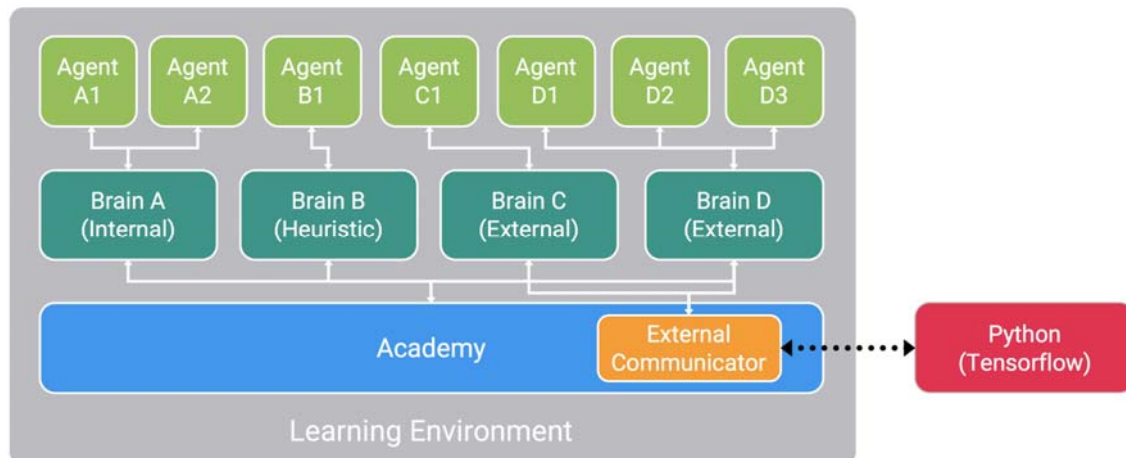 Agent
A1
Agent
A2
Agent
B1
Agent
C1
Agent
D1
Agent
D2
Agent
D3
Brain A
(Internal)
Brain B
(Heuristic)
Brain C
(External)
Brain D
(External)
Academy
External
Communicator
Python
(Tensorflow)
Learning Environment